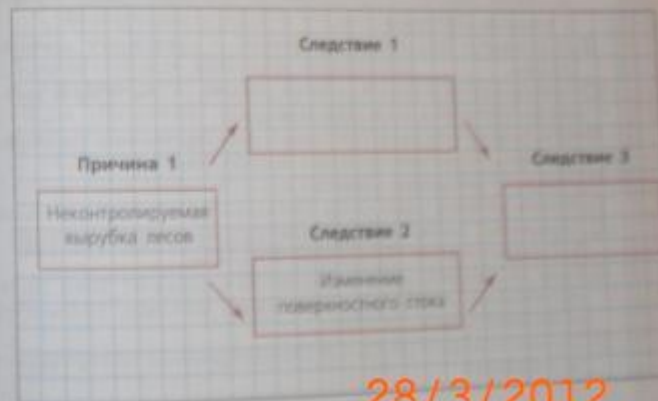 Следствие 1
Причина 1
Следствие 3
Неконтролируемая
вырубка лесов
Следствие 2
Изменение
поверхностного стока
28/3/2012